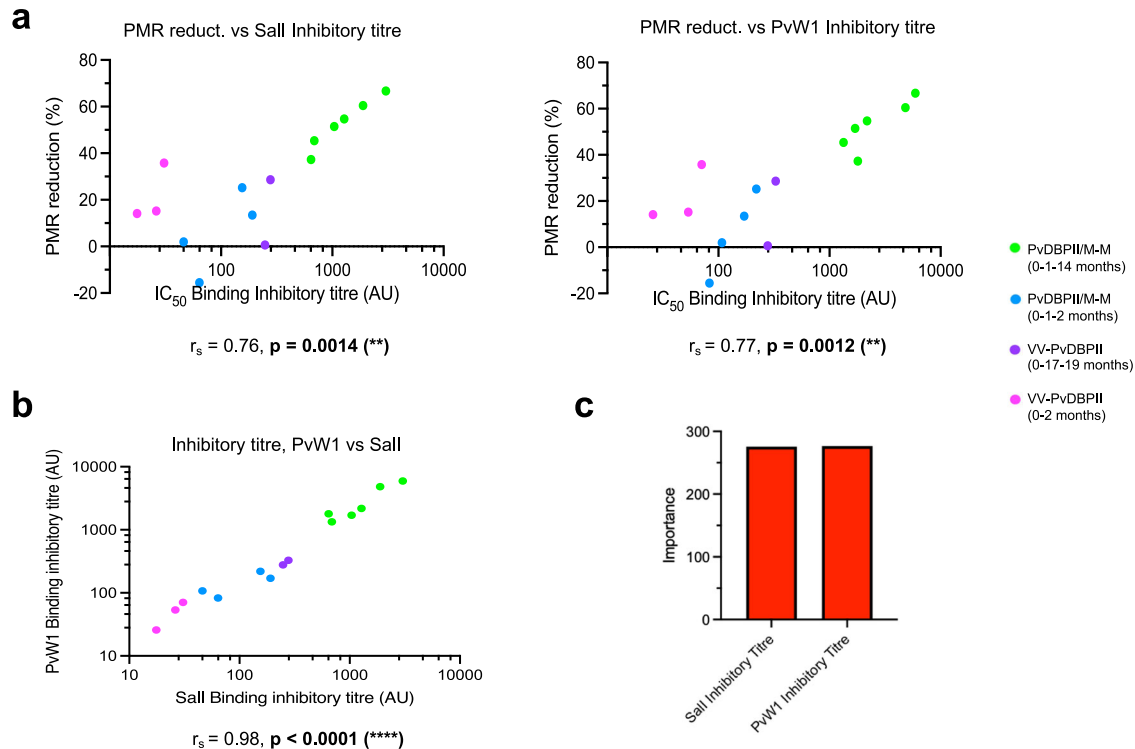 a
PMR reduct. vs SalI Inhibitory titre
PMR reduction (%)
80
60
40
20
0
-20
100
1000
10000
IC50 Binding Inhibitory titre (AU)
rs = 0.76, p = 0.0014 (**)
PMR reduct. vs PvW1 Inhibitory titre
PMR reduction (%)
80
60
40
20
0
-20
100
1000
10000
IC50 Binding Inhibitory titre (AU)
rs = 0.77, p = 0.0012 (**)
PvDBPII/M-M
(0-1-14 months)
PvDBPII/M-M
(0-1-2 months)
VV-PvDBPII
(0-17-19 months)
VV-PvDBPII
(0-2 months)
b
Inhibitory titre, PvW1 vs SalI
PvW1 Binding inhibitory titre (AU)
10000
1000
100
10
10
100
1000
10000
SalI Binding inhibitory titre (AU)
rs = 0.98, p < 0.0001 (****)
c
Importance
300
200
100
0
SalI Inhibitory Titre
PvW1 Inhibitory Titre